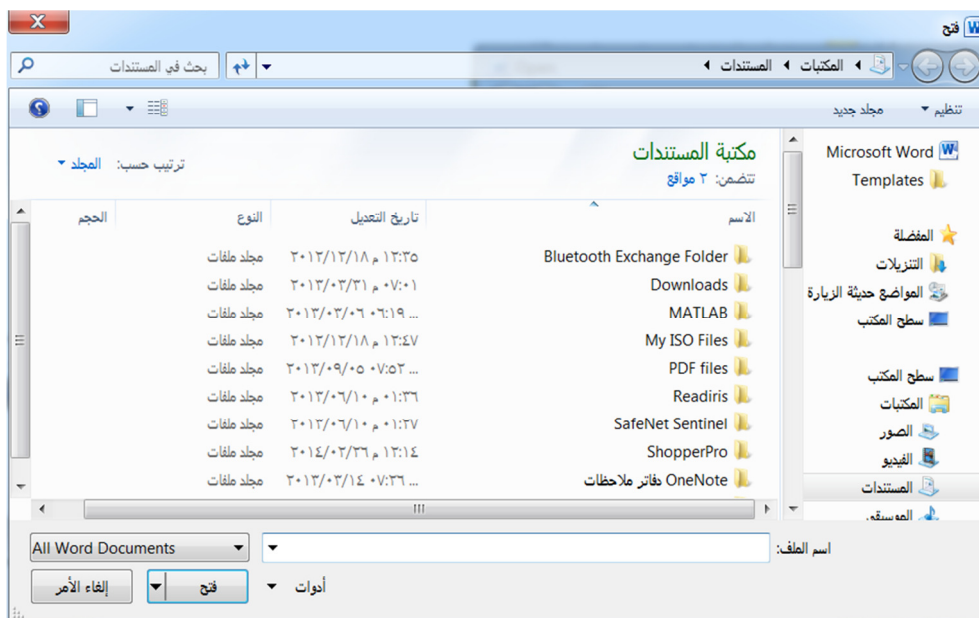 فتح
المكتبات المستندات
بحث في المستندات
تنظيم مجلد جديد
Microsoft Word
Templates
المفضلة
التنزيلات
المواضع حديثة الزيارة
سطح المكتب
سطح المكتب
المكتبات
الصور
الفيديو
المستندات
الموسيقى
مكتبة المستندات
تتضمن: ٢ مواقع
ترتيب حسب: المجلد
الاسم تاريخ التعديل النوع الحجم
Bluetooth Exchange Folder ١٢:٣٥ م ٢٠١٢/١٢/١٨ مجلد ملفات
Downloads ٠٧:٠١ م ٢٠١٣/٠٣/٣١ مجلد ملفات
MATLAB ٢٠١٣/٠٣/٠٦ ٠٦:١٩ ... مجلد ملفات
My ISO Files ١٢:٤٧ م ٢٠١٢/١٢/١٨ مجلد ملفات
PDF files ٢٠١٣/٠٩/٠٥ ٠٧:٥٢ ... مجلد ملفات
Readiris ٠١:٣٦ م ٢٠١٣/٠٦/١٠ مجلد ملفات
SafeNet Sentinel ٠١:٢٧ م ٢٠١٣/٠٦/١٠ مجلد ملفات
ShopperPro ١٢:١٤ م ٢٠١٤/٠٢/٢٦ مجلد ملفات
OneNote دفاتر ملاحظات ٢٠١٣/٠٣/١٤ ٠٧:٢٦ ... مجلد ملفات
اسم الملف:
All Word Documents
أدوات فتح إلغاء الأمر